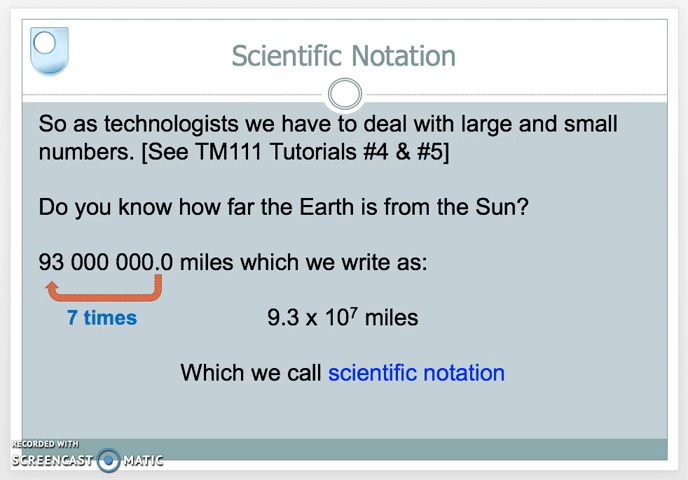 Scientific Notation
So as technologists we have to deal with large and small
numbers. [See TM111 Tutorials #4 & #5]
Do you know how far the Earth is from the Sun?
93 000 000.0 miles which we write as:
7 times
9.3 x 10⁷ miles
Which we call scientific notation
RECORDED WITH
SCREENCAST MATIC